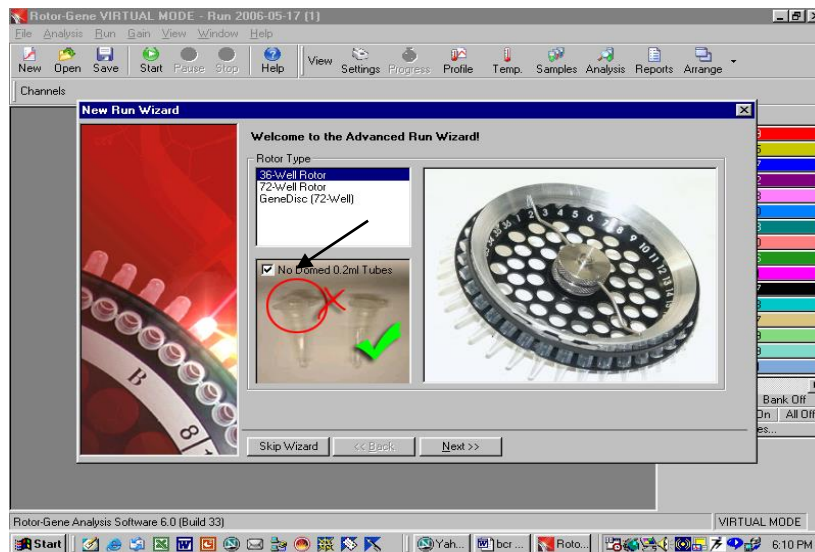 Rotor-Gene VIRTUAL MODE - Run 2006-05-17 (1)
File Analysis Run Gain View Window Help
New Open Save Start Pause Stop Help View Settings Progress Profile Temp. Samples Analysis Reports Arrange
Channels
New Run Wizard
Welcome to the Advanced Run Wizard!
Rotor Type
36-Well Rotor
72-Well Rotor
GeneDisc (72-Well)
No Domed 0.2ml Tubes
Bank Off
On All Off
Skip Wizard << Back Next >>
Rotor-Gene Analysis Software 6.0 (Build 33) VIRTUAL MODE
Start Yah... bcr ... Roto... 6:10 PM